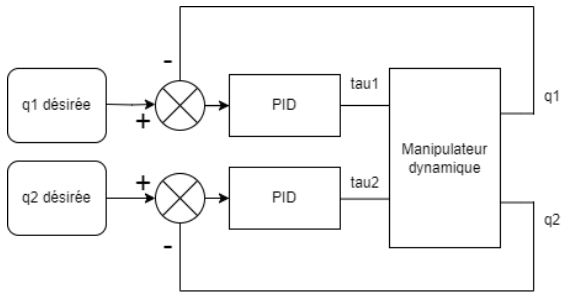 -
q1 désirée
+
PID
tau1
q1
Manipulateur
dynamique
q2 désirée
+
PID
tau2
q2
-